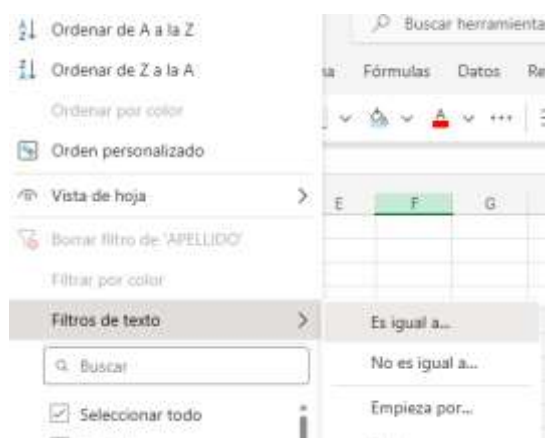 Ordenar de A a la Z
Ordenar de Z a la A
Ordenar por color
Orden personalizado
Vista de hoja
Borrar filtro de 'APELLIDO'
Filtrar por color
Filtros de texto
Buscar
Seleccionar todo
Buscar herramienta
Fórmulas Datos Re
E F G
Es igual a...
No es igual a...
Empieza por...